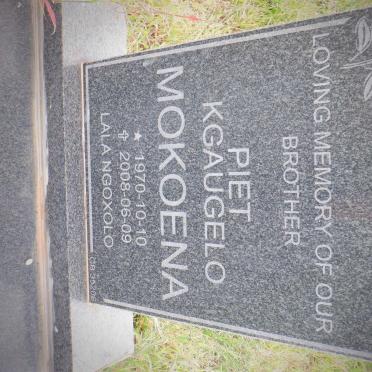 LOVING MEMORY OF OUR
BROTHER
PIET
KGAUGELO
MOKOENA
1970-10-10
2008-06-09
LALA NGOXOLO